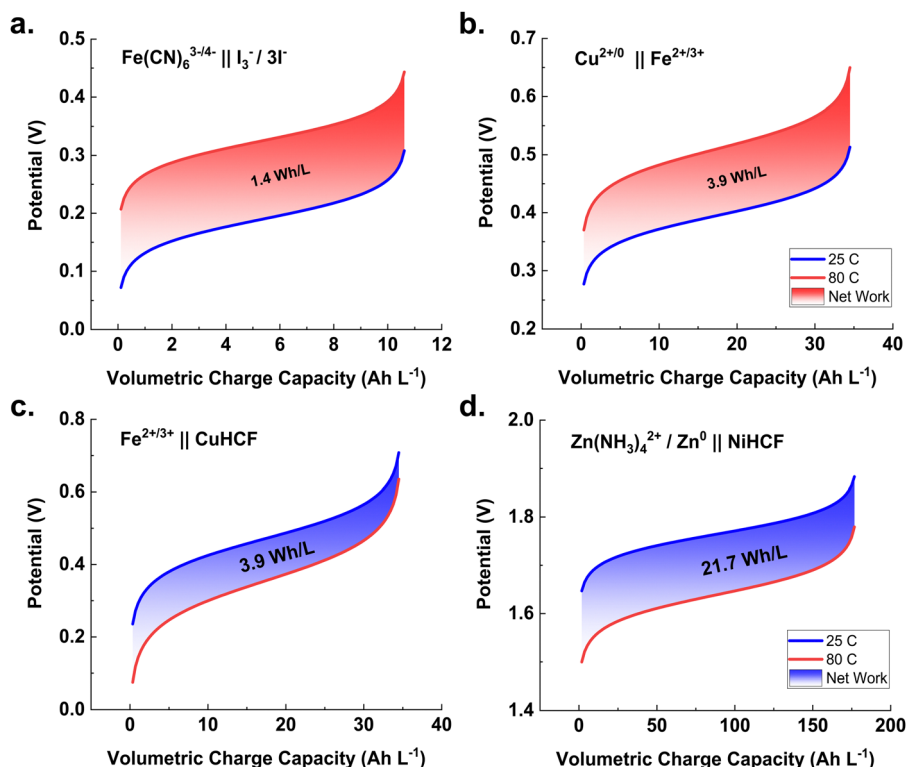 a.
Fe(CN)₆³⁻/⁴⁻ || I₃⁻ / 3I⁻
Potential (V)
0.5
0.4
0.3
0.2
0.1
0.0
1.4 Wh/L
0 2 4 6 8 10 12
Volumetric Charge Capacity (Ah L⁻¹)
b.
Cu²⁺/⁰ || Fe²⁺/³⁺
Potential (V)
0.7
0.6
0.5
0.4
0.3
0.2
3.9 Wh/L
25 C
80 C
Net Work
0 10 20 30 40
Volumetric Charge Capacity (Ah L⁻¹)
c.
Fe²⁺/³⁺ || CuHCF
Potential (V)
0.8
0.6
0.4
0.2
0.0
3.9 Wh/L
0 10 20 30 40
Volumetric Charge Capacity (Ah L⁻¹)
d.
Zn(NH₃)₄²⁺ / Zn⁰ || NiHCF
Potential (V)
2.0
1.8
1.6
1.4
21.7 Wh/L
25 C
80 C
Net Work
0 50 100 150 200
Volumetric Charge Capacity (Ah L⁻¹)